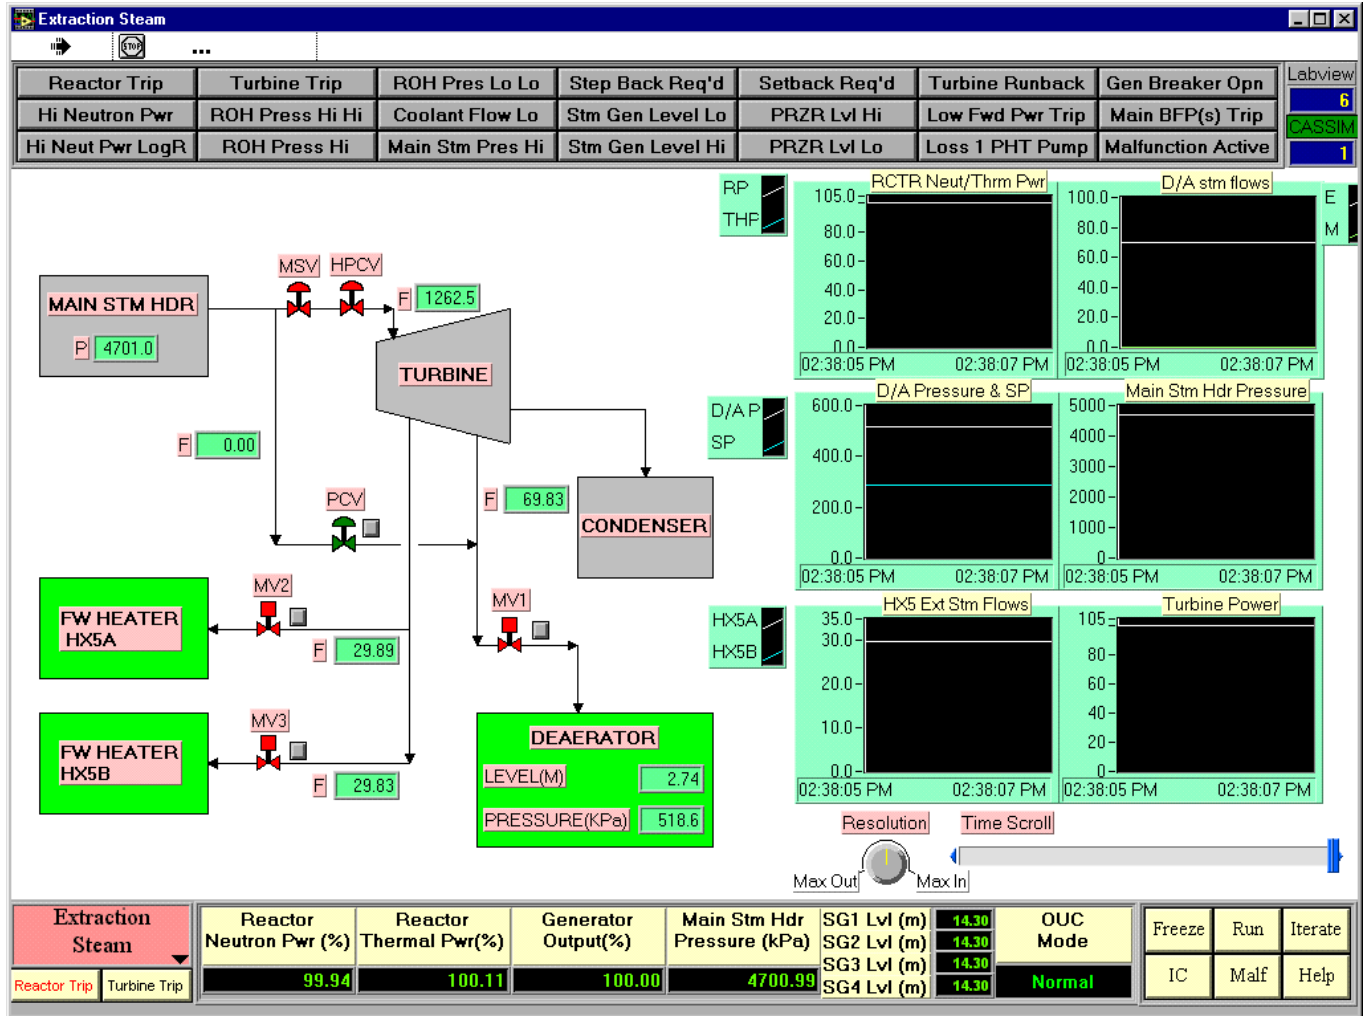 Extraction Steam
STOP ...
Reactor Trip Turbine Trip ROH Pres Lo Lo Step Back Req'd Setback Req'd Turbine Runback Gen Breaker Opn Labview
Hi Neutron Pwr ROH Press Hi Hi Coolant Flow Lo Stm Gen Level Lo PRZR Lvl Hi Low Fwd Pwr Trip Main BFP(s) Trip 6
CASSIM
Hi Neut Pwr LogR ROH Press Hi Main Stm Pres Hi Stm Gen Level Hi PRZR Lvl Lo Loss 1 PHT Pump Malfunction Active 1
RP
THP
RCTR Neut/Thrm Pwr
105.0
80.0
60.0
40.0
20.0
0.0
02:38:05 PM 02:38:07 PM
D/A stm flows
100.0
80.0
60.0
40.0
20.0
0.0
02:38:05 PM 02:38:07 PM
E
M
MSV HPCV
MAIN STM HDR
P 4701.0
F 1262.5
TURBINE
F 0.00
PCV
F 69.83
CONDENSER
D/A P
SP
D/A Pressure & SP
600.0
400.0
200.0
0.0
02:38:05 PM 02:38:07 PM
Main Stm Hdr Pressure
5000
4000
3000
2000
1000
0
02:38:05 PM 02:38:07 PM
MV2
FW HEATER
HX5A
F 29.89
MV1
MV3
FW HEATER
HX5B
F 29.83
DEAERATOR
LEVEL(M) 2.74
PRESSURE(KPa) 518.6
HX5A
HX5B
HX5 Ext Stm Flows
35.0
30.0
20.0
10.0
0.0
02:38:05 PM 02:38:07 PM
Turbine Power
105
80
60
40
20
0
02:38:05 PM 02:38:07 PM
Resolution Time Scroll
Max Out Max In
Extraction
Steam
Reactor Trip Turbine Trip
Reactor
Neutron Pwr (%)
99.94
Reactor
Thermal Pwr(%)
100.11
Generator
Output(%)
100.00
Main Stm Hdr
Pressure (kPa)
4700.99
SG1 Lvl (m) 14.30
SG2 Lvl (m) 14.30
SG3 Lvl (m) 14.30
SG4 Lvl (m) 14.30
OUC
Mode
Normal
Freeze Run Iterate
IC Malf Help